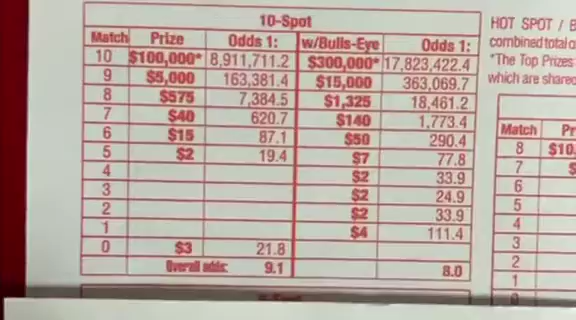 10-Spot
Match Prize Odds 1: w/Bulls-Eye Odds 1:
10 $100,000* 8,911,711.2 $300,000* 17,823,422.4
9 $5,000 163,381.4 $15,000 363,069.7
8 $575 7,384.5 $1,325 18,461.2
7 $40 620.7 $140 1,773.4
6 $15 87.1 $50 290.4
5 $2 19.4 $7 77.8
4 $2 33.9
3 $2 24.9
2 $2 33.9
1 $4 111.4
0 $3 21.8
Overall odds: 9.1 8.0
HOT SPOT / B
combined total o
*The Top Prizes
which are shared
Match Pr
8 $10,
7 $
6
5
4
3
2
1
0